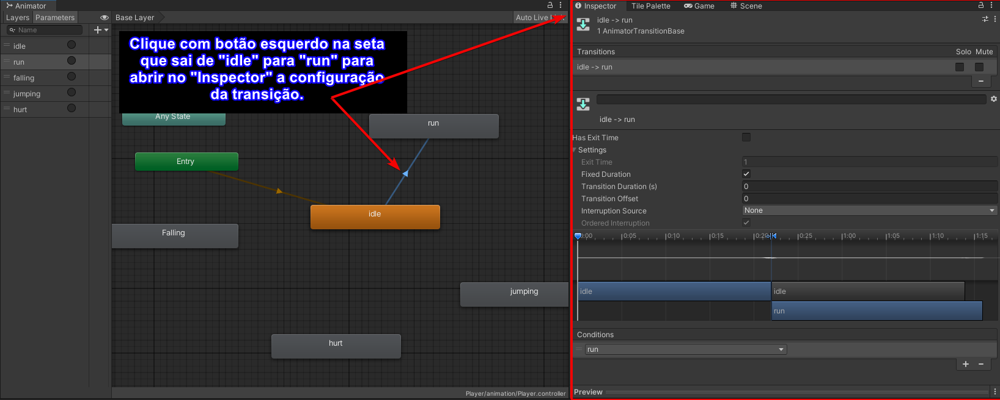 Animator
Layers Parameters
Base Layer
Auto Live Link
Name
idle
run
falling
jumping
hurt
Clique com botão esquerdo na seta
que sai de "idle" para "run" para
abrir no "Inspector" a configuração
da transição.
Any State
run
Entry
idle
Falling
jumping
hurt
Player/animation/Player.controller
Inspector Tile Palette Game Scene
idle -> run
1 AnimatorTransitionBase
Transitions Solo Mute
idle -> run
idle -> run
Has Exit Time
Settings
Exit Time 1
Fixed Duration
Transition Duration (s) 0
Transition Offset 0
Interruption Source None
Ordered Interruption
0:00 0:05 0:10 0:15 0:20 0:25 1:00 1:05 1:10 1:15
idle idle
run
Conditions
run
Preview